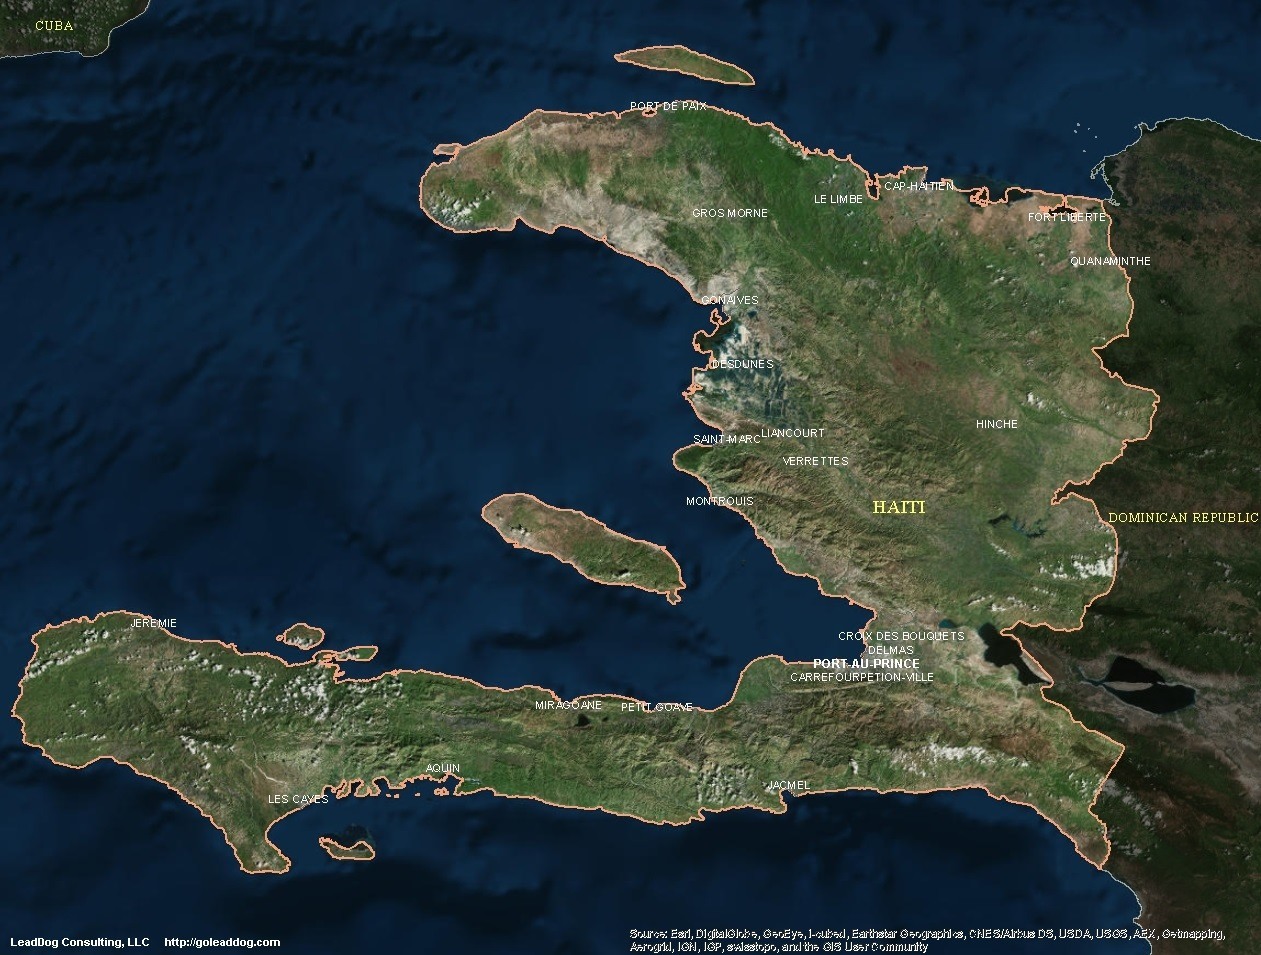 CUBA
PORT DE PAIX
CAP-HAITIEN
LE LIMBE
GROS MORNE
FORT LIBERTE
QUANAMINTHE
GONAIVES
DESDUNES
HINCHE
LIANCOURT
SAINT-MARC
VERRETTES
MONTROUIS
HAITI
DOMINICAN REPUBLIC
JEREMIE
CROIX DES BOUQUETS
DELMAS
PORT-AU-PRINCE
CARREFOURPETION-VILLE
MIRAGOANE
PETIT GOAVE
AQUIN
JACMEL
LES CAYES
LeadDog Consulting, LLC http://goleaddog.com
Source: Esri, DigitalGlobe, GeoEye, i-cubed, Earthstar Geographics, CNES/Airbus DS, USDA, USGS, AEX, Getmapping,
Aerogrid, IGN, IGP, swisstopo, and the GIS User Community